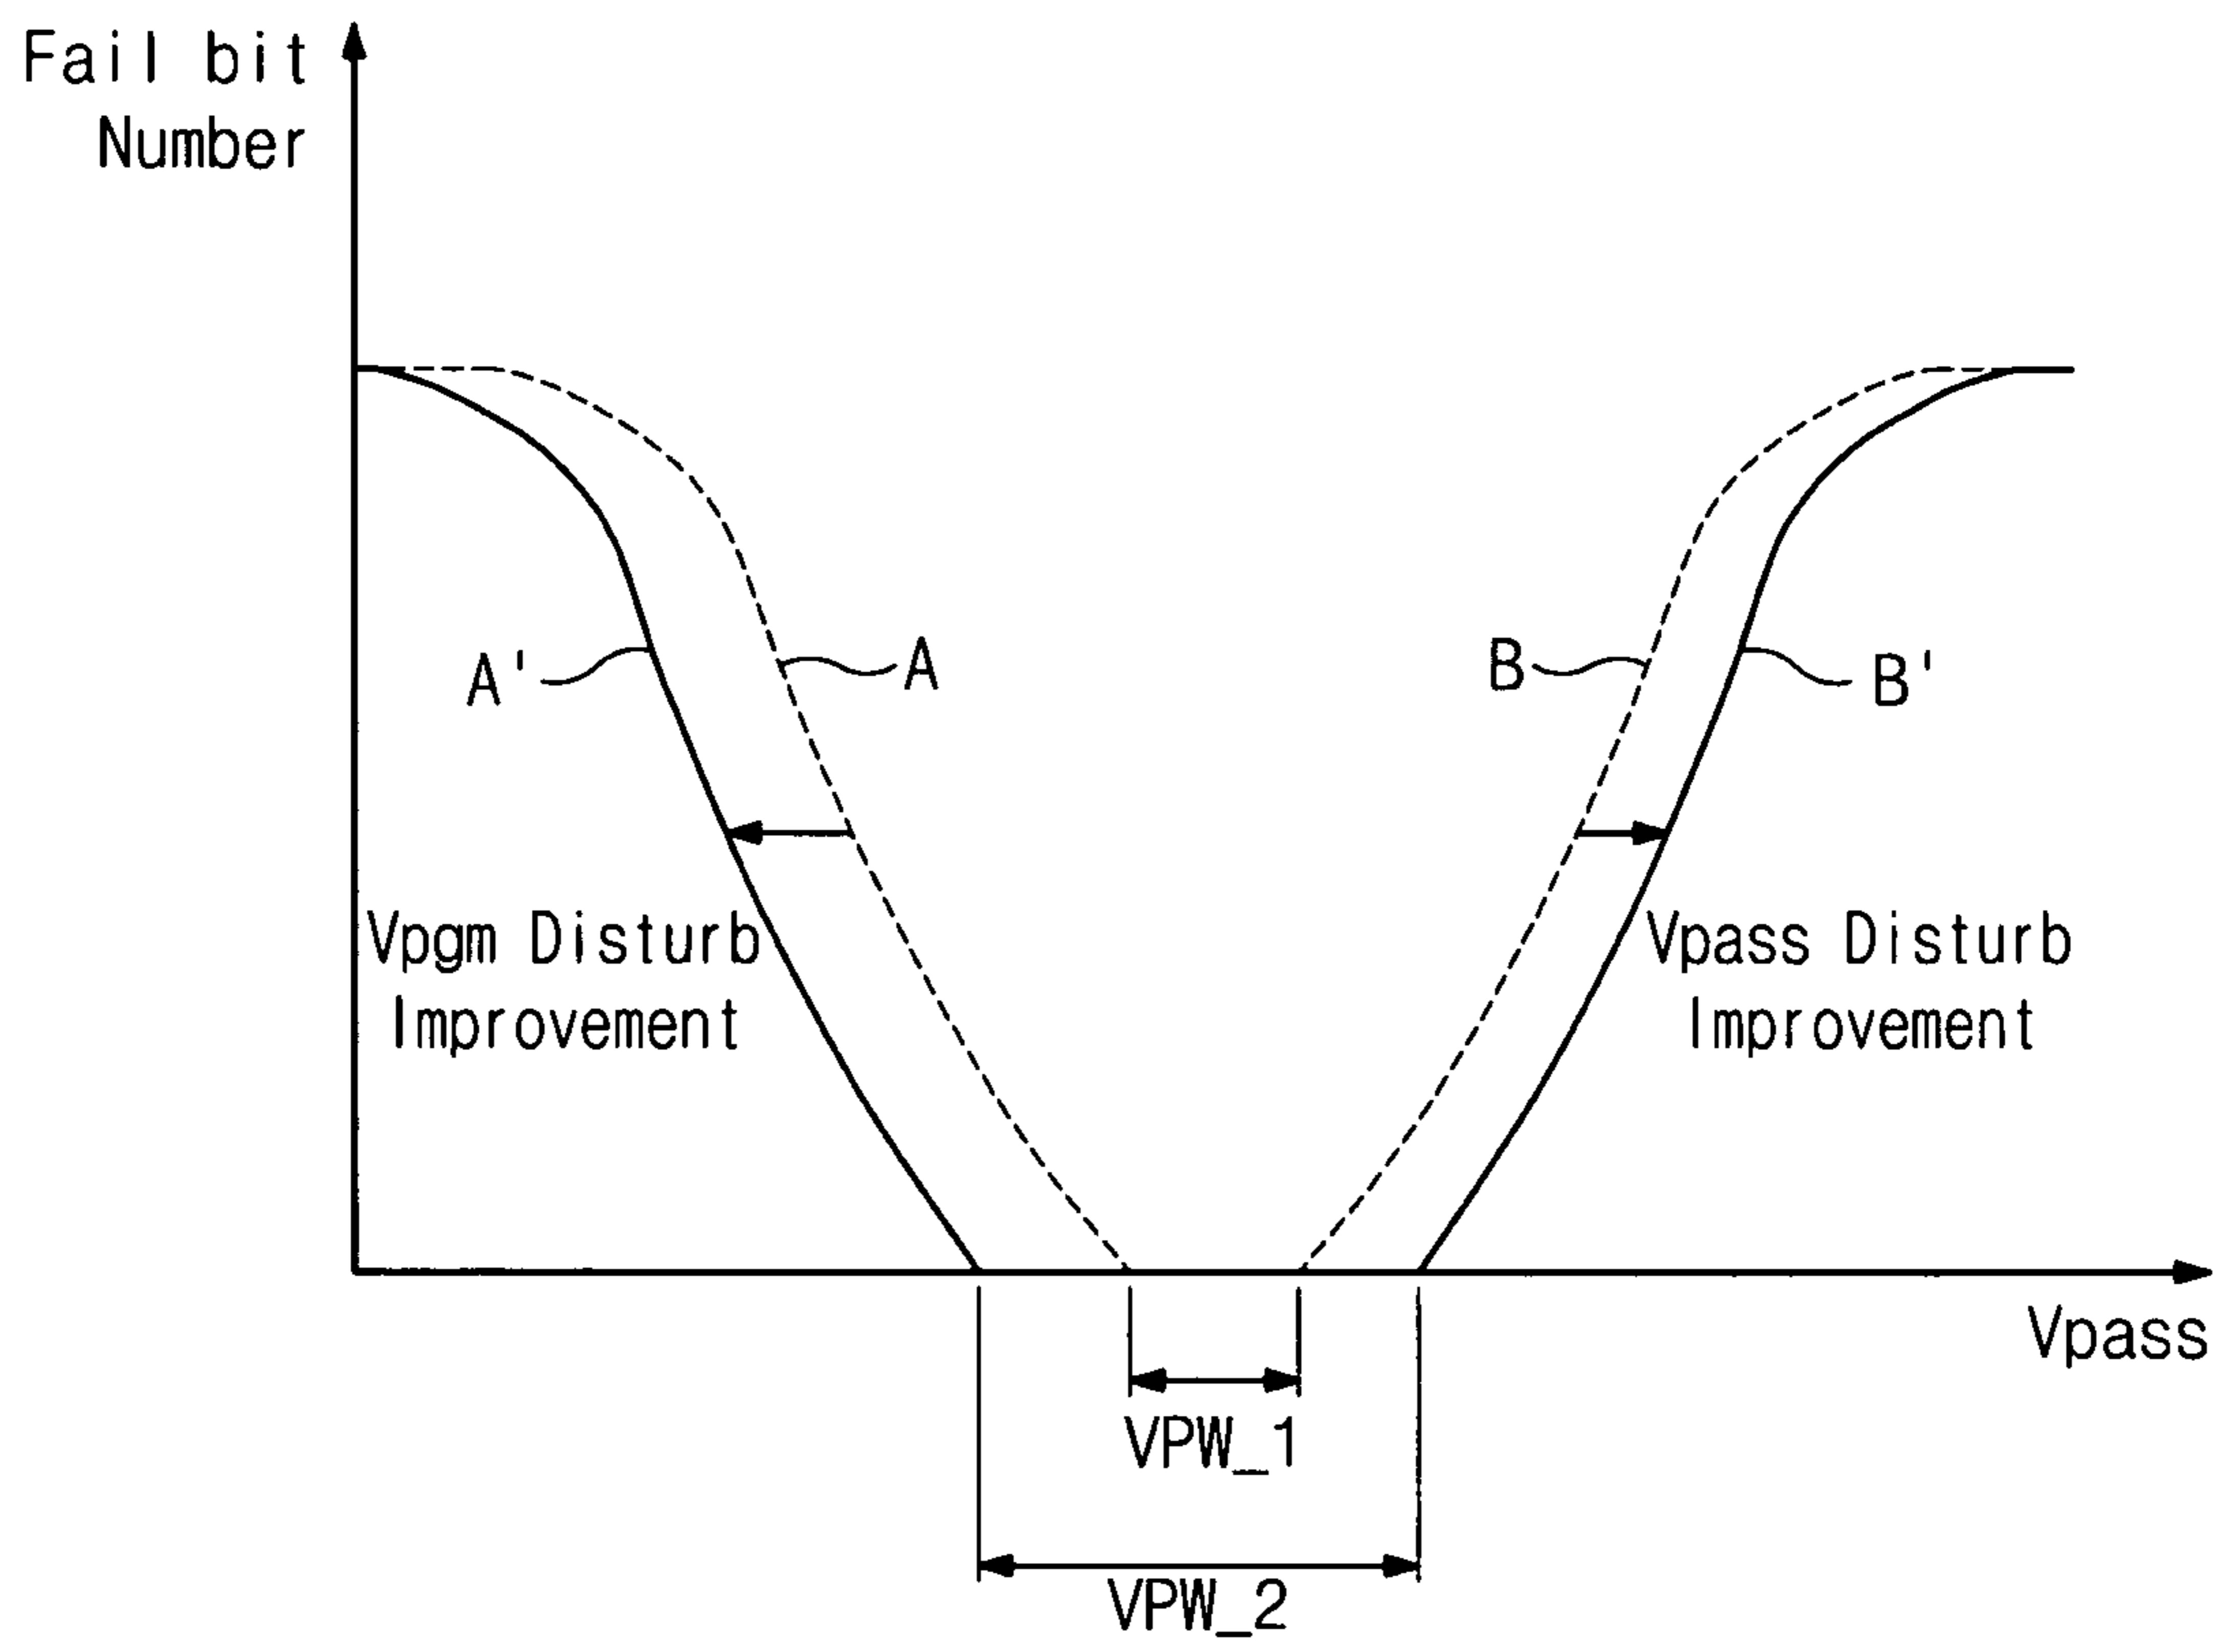 Fail bit
Number
A'
A
B
B'
Vpgm Disturb
Improvement
Vpass Disturb
Improvement
Vpass
VPW_1
VPW_2